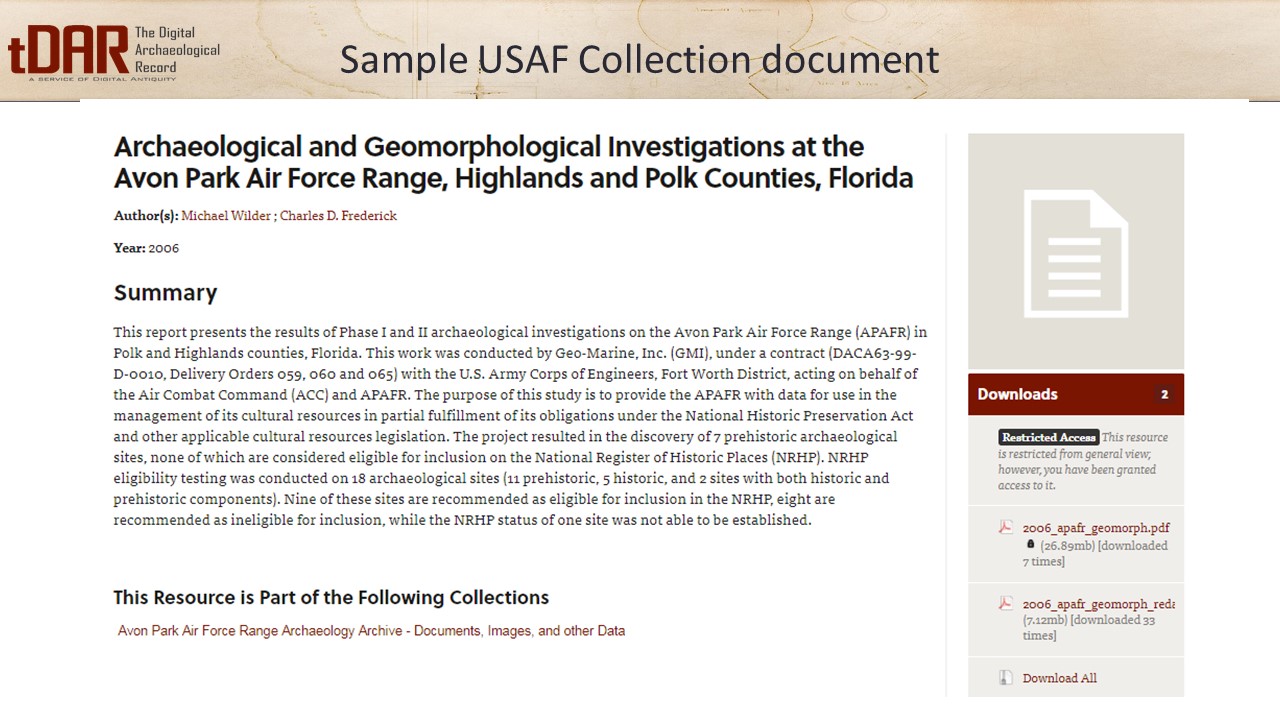 tDAR
The Digital
Archaeological
Record
A SERVICE OF DIGITAL ANTIQUITY
Sample USAF Collection document
Archaeological and Geomorphological Investigations at the
Avon Park Air Force Range, Highlands and Polk Counties, Florida
Author(s): Michael Wilder ; Charles D. Frederick
Year: 2006
Summary
This report presents the results of Phase I and II archaeological investigations on the Avon Park Air Force Range (APAFR) in
Polk and Highlands counties, Florida. This work was conducted by Geo-Marine, Inc. (GMI), under a contract (DACA63-99-
D-0010, Delivery Orders 059, 060 and 065) with the U.S. Army Corps of Engineers, Fort Worth District, acting on behalf of
the Air Combat Command (ACC) and APAFR. The purpose of this study is to provide the APAFR with data for use in the
management of its cultural resources in partial fulfillment of its obligations under the National Historic Preservation Act
and other applicable cultural resources legislation. The project resulted in the discovery of 7 prehistoric archaeological
sites, none of which are considered eligible for inclusion on the National Register of Historic Places (NRHP). NRHP
eligibility testing was conducted on 18 archaeological sites (11 prehistoric, 5 historic, and 2 sites with both historic and
prehistoric components). Nine of these sites are recommended as eligible for inclusion in the NRHP, eight are
recommended as ineligible for inclusion, while the NRHP status of one site was not able to be established.
This Resource is Part of the Following Collections
Avon Park Air Force Range Archaeology Archive - Documents, Images, and other Data
Downloads 2
Restricted Access This resource
is restricted from general view;
however, you have been granted
access to it.
2006_apafr_geomorph.pdf
(26.89mb) [downloaded
7 times]
2006_apafr_geomorph_reda
(7.12mb) [downloaded 33
times]
Download All